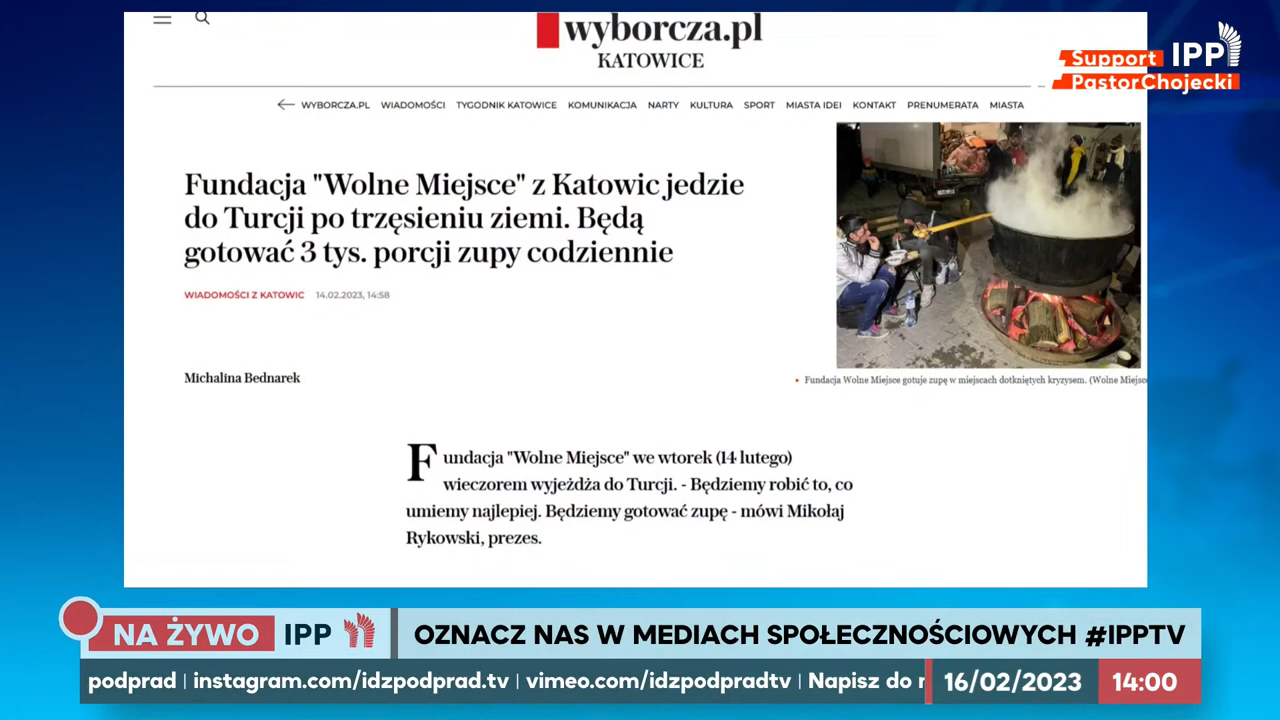 wyborcza.pl
KATOWICE
Support IPP
PastorChojecki
WYBORCZA.PL WIADOMOŚCI TYGODNIK KATOWICE KOMUNIKACJA NARTY KULTURA SPORT MIASTA IDEI KONTAKT PRENUMERATA MIASTA
Fundacja "Wolne Miejsce" z Katowic jedzie
do Turcji po trzęsieniu ziemi. Będą
gotować 3 tys. porcji zupy codziennie
WIADOMOŚCI Z KATOWIC 14.02.2023, 14:58
Michalina Bednarek
• Fundacja Wolne Miejsce gotuje zupę w miejscach dotkniętych kryzysem. (Wolne Miejsc
Fundacja "Wolne Miejsce" we wtorek (14 lutego)
wieczorem wyjeżdża do Turcji. - Będziemy robić to, co
umiemy najlepiej. Będziemy gotować zupę - mówi Mikołaj
Rykowski, prezes.
NA ŻYWO IPP OZNACZ NAS W MEDIACH SPOŁECZNOŚCIOWYCH #IPPTV
podprad | instagram.com/idzpodprad.tv | vimeo.com/idzpodpradtv | Napisz do 16/02/2023 14:00